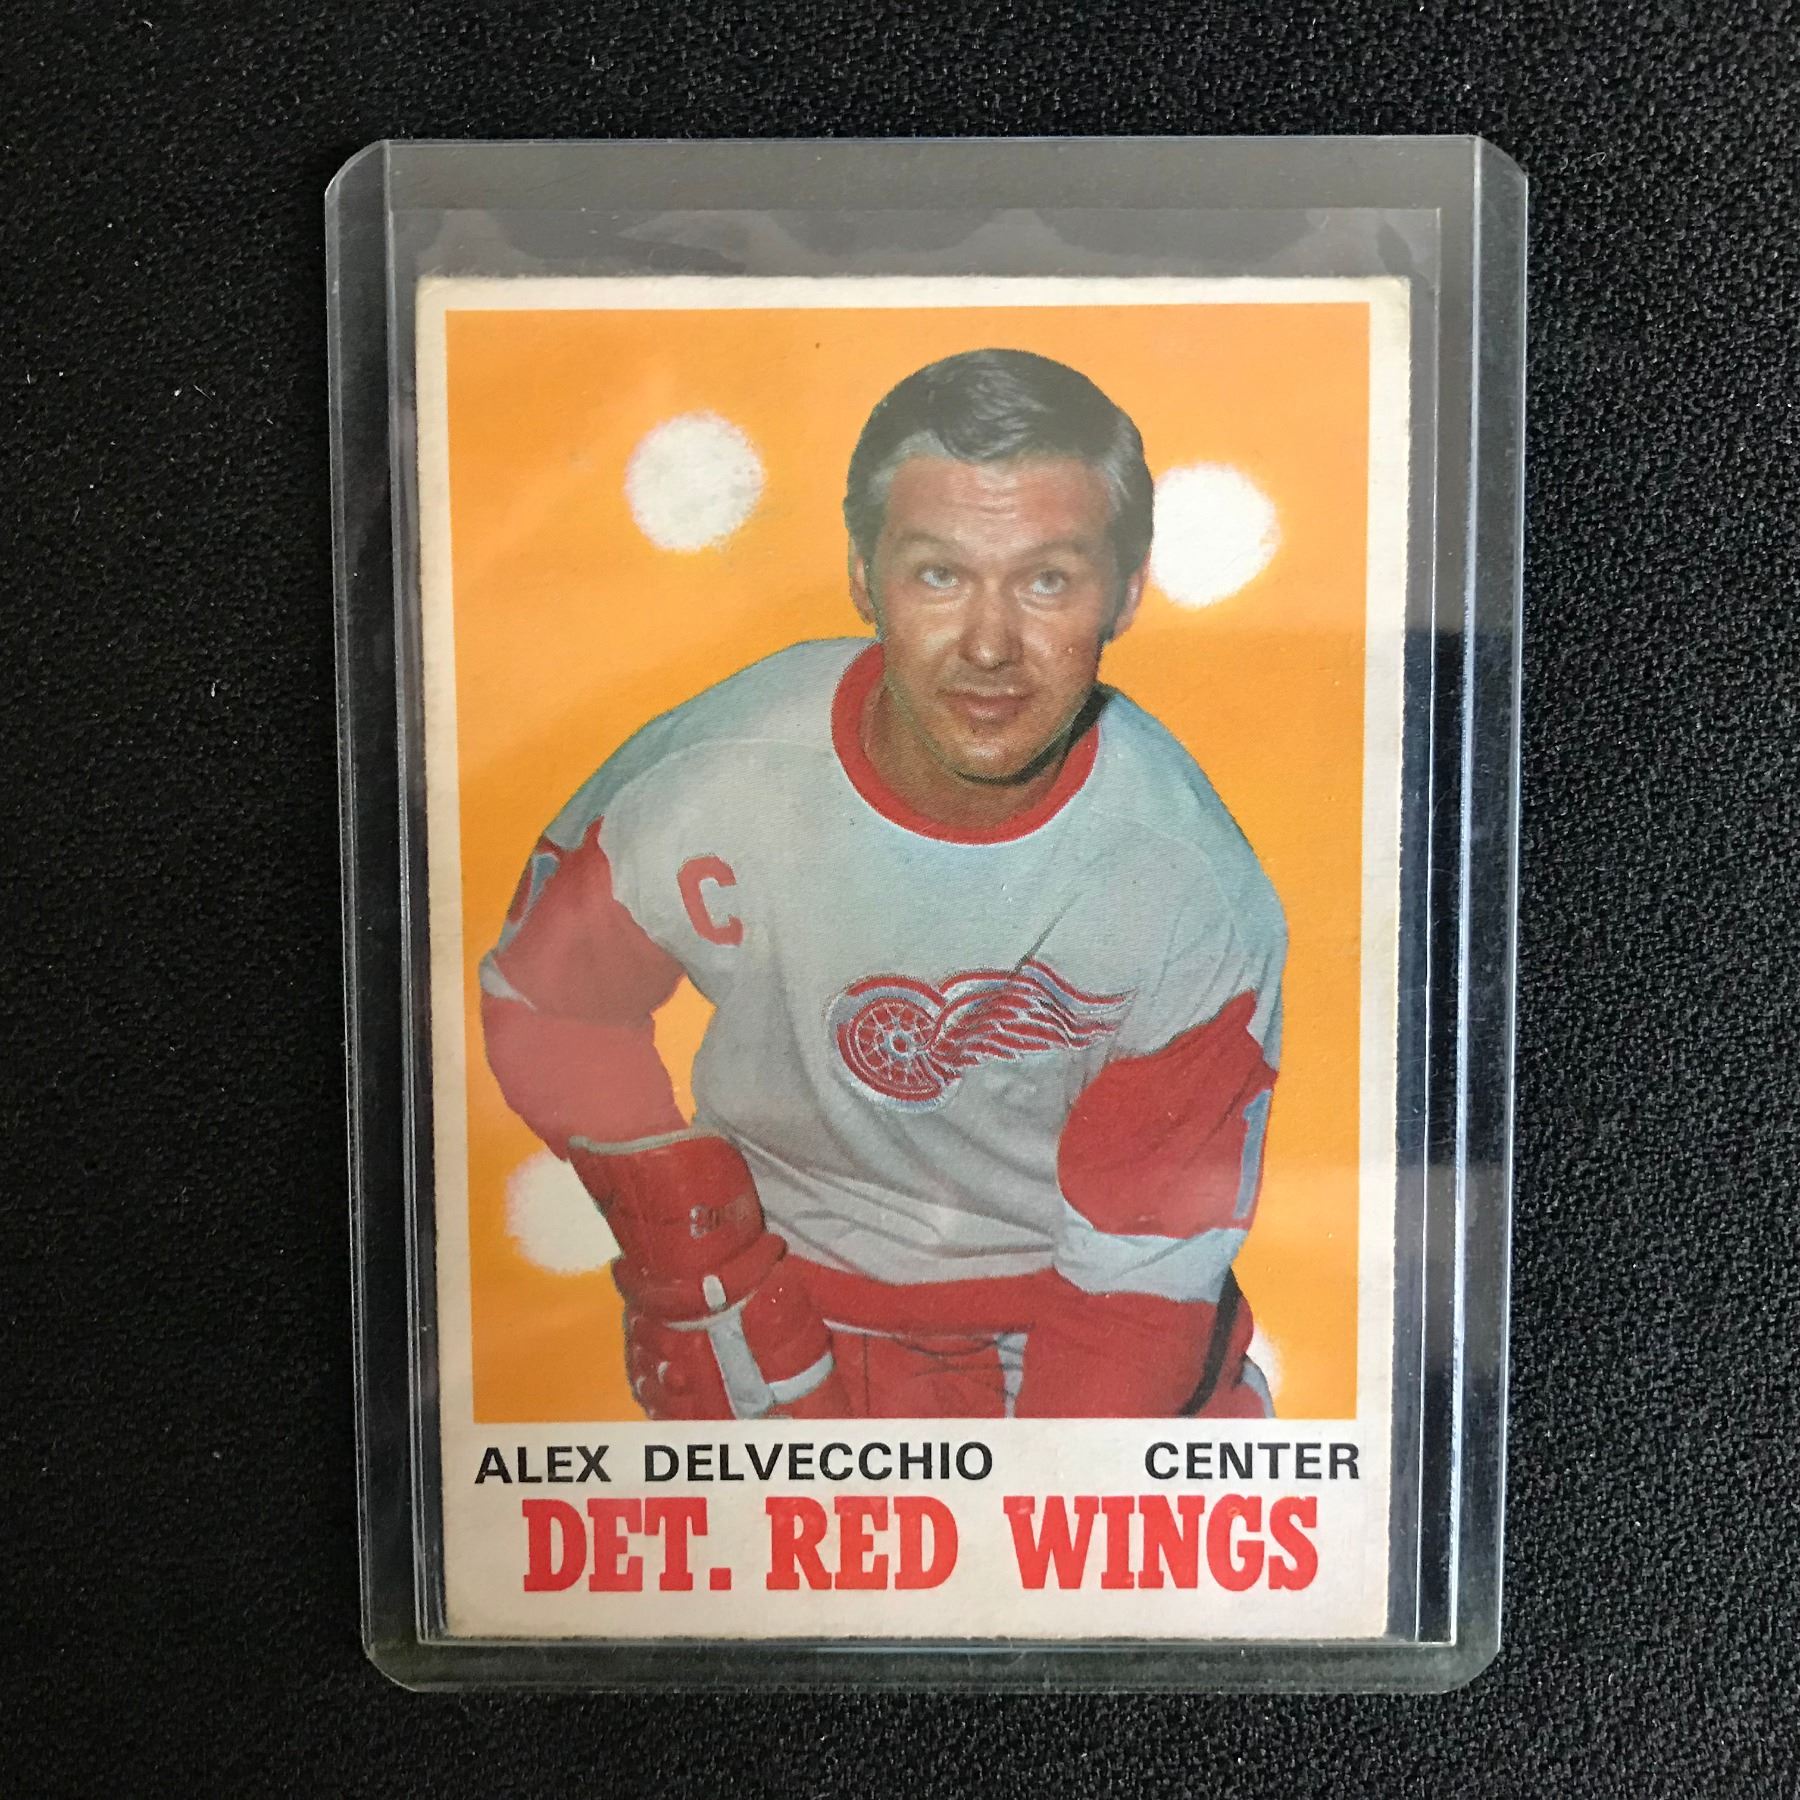 C
ALEX DELVECCHIO CENTER
DET. RED WINGS